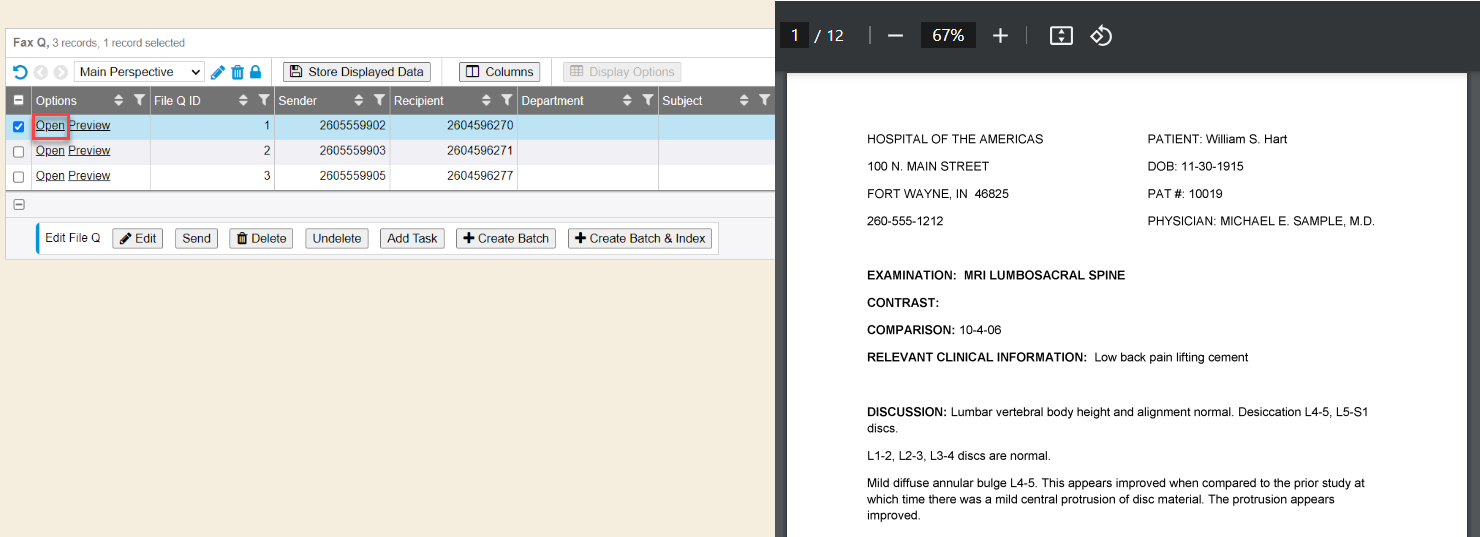 Fax Q, 3 records, 1 record selected
Main Perspective Store Displayed Data Columns Display Options
Options File Q ID Sender Recipient Department Subject
Open Preview 1 2605559902 2604596270
Open Preview 2 2605559903 2604596271
Open Preview 3 2605559905 2604596277
Edit File Q Edit Send Delete Undelete Add Task Create Batch Create Batch & Index
1 / 12 67%
HOSPITAL OF THE AMERICAS PATIENT: William S. Hart
100 N. MAIN STREET DOB: 11-30-1915
FORT WAYNE, IN 46825 PAT #: 10019
260-555-1212 PHYSICIAN: MICHAEL E. SAMPLE, M.D.
EXAMINATION: MRI LUMBOSACRAL SPINE
CONTRAST:
COMPARISON: 10-4-06
RELEVANT CLINICAL INFORMATION: Low back pain lifting cement
DISCUSSION: Lumbar vertebral body height and alignment normal. Desiccation L4-5, L5-S1
discs.
L1-2, L2-3, L3-4 discs are normal.
Mild diffuse annular bulge L4-5. This appears improved when compared to the prior study at
which time there was a mild central protrusion of disc material. The protrusion appears
improved.